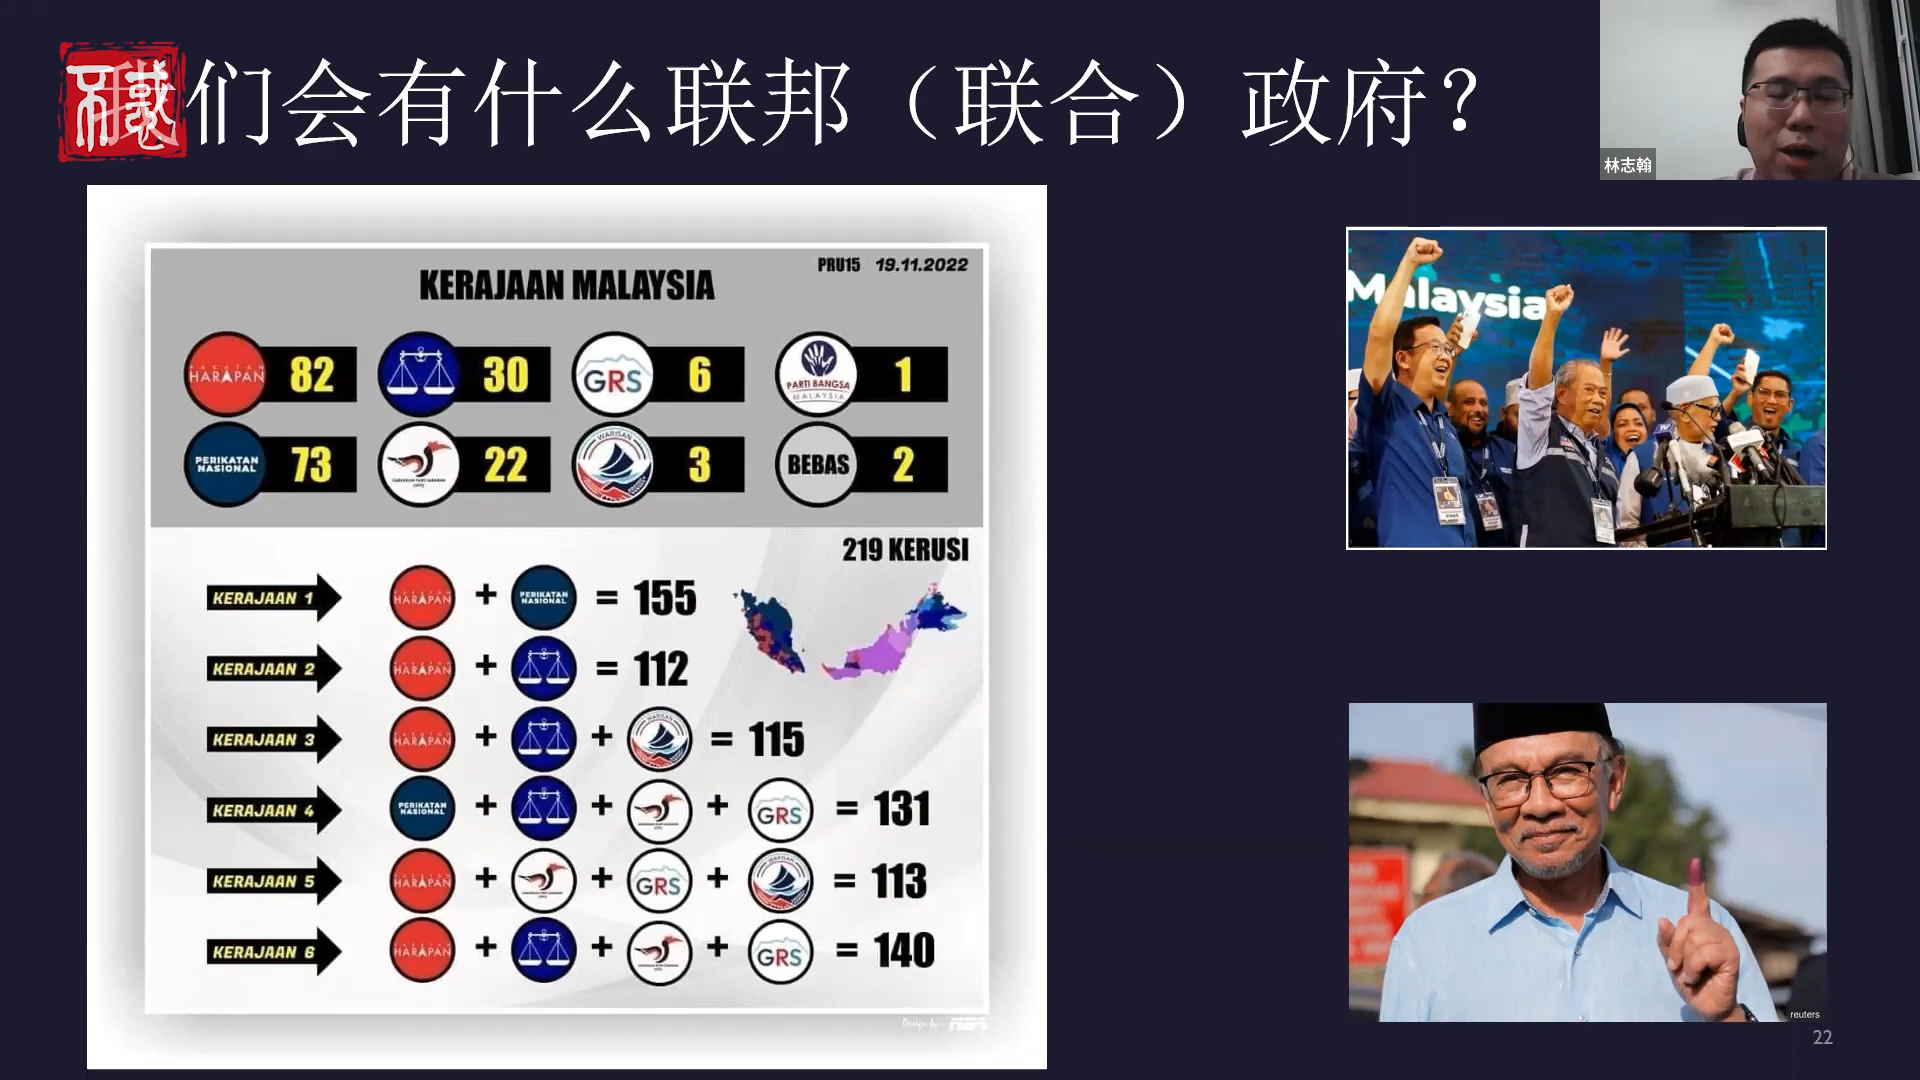 我们会有什么联邦（联合）政府？
林志翰
PRU15 19.11.2022
KERAJAAN MALAYSIA
HARAPAN 82
30
GRS 6
PARTI BANGSA MALAYSIA 1
PERIKATAN NASIONAL 73
22
WARISAN 3
BEBAS 2
219 KERUSI
KERAJAAN 1 HARAPAN + PERIKATAN NASIONAL = 155
KERAJAAN 2 HARAPAN + = 112
KERAJAAN 3 HARAPAN + + WARISAN = 115
KERAJAAN 4 PERIKATAN NASIONAL + + + GRS = 131
KERAJAAN 5 HARAPAN + + GRS + WARISAN = 113
KERAJAAN 6 HARAPAN + + + GRS = 140
Design by :
Malaysia
reuters
22